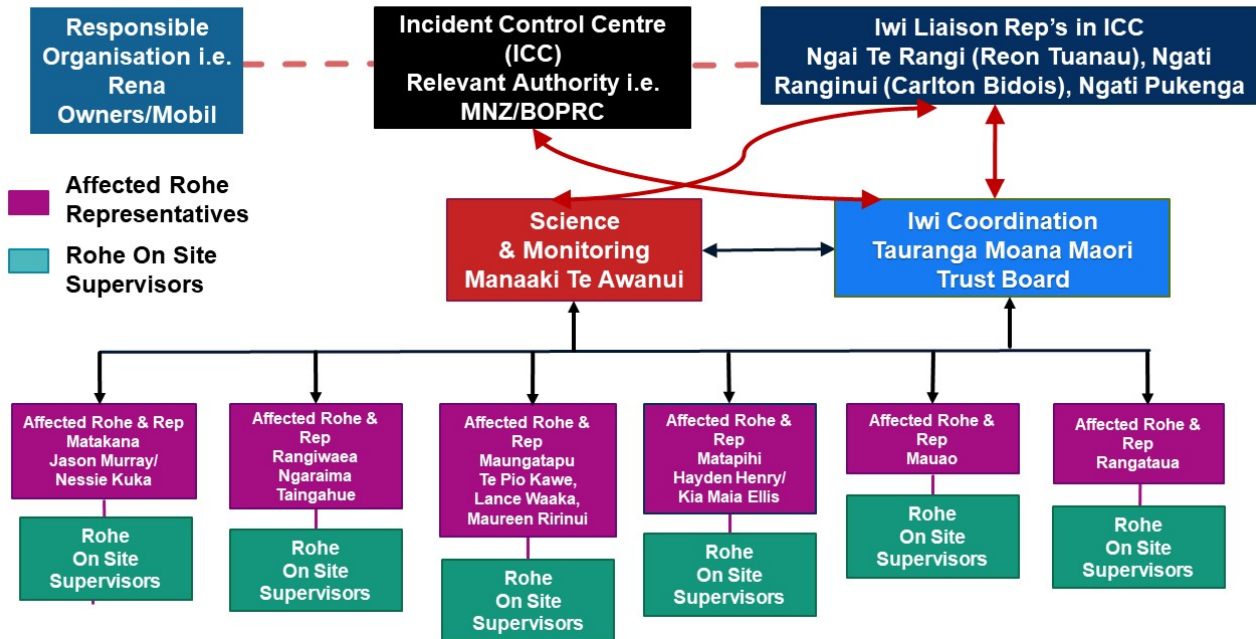 Responsible
Organisation i.e.
Rena
Owners/Mobil
Incident Control Centre
(ICC)
Relevant Authority i.e.
MNZ/BOPRC
Iwi Liaison Rep's in ICC
Ngai Te Rangi (Reon Tuanau), Ngati
Ranginui (Carlton Bidois), Ngati Pukenga
Affected Rohe
Representatives
Rohe On Site
Supervisors
Science
& Monitoring
Manaaki Te Awanui
Iwi Coordination
Tauranga Moana Maori
Trust Board
Affected Rohe & Rep
Matakana
Jason Murray/
Nessie Kuka
Affected Rohe &
Rep
Rangiwaea
Ngaraima
Taingahue
Affected Rohe &
Rep
Maungatapu
Te Pio Kawe,
Lance Waaka,
Maureen Ririnui
Affected Rohe &
Rep
Matapihi
Hayden Henry/
Kia Maia Ellis
Affected Rohe &
Rep
Mauao
Affected Rohe &
Rep
Rangataua
Rohe
On Site
Supervisors
Rohe
On Site
Supervisors
Rohe
On Site
Supervisors
Rohe
On Site
Supervisors
Rohe
On Site
Supervisors
Rohe
On Site
Supervisors